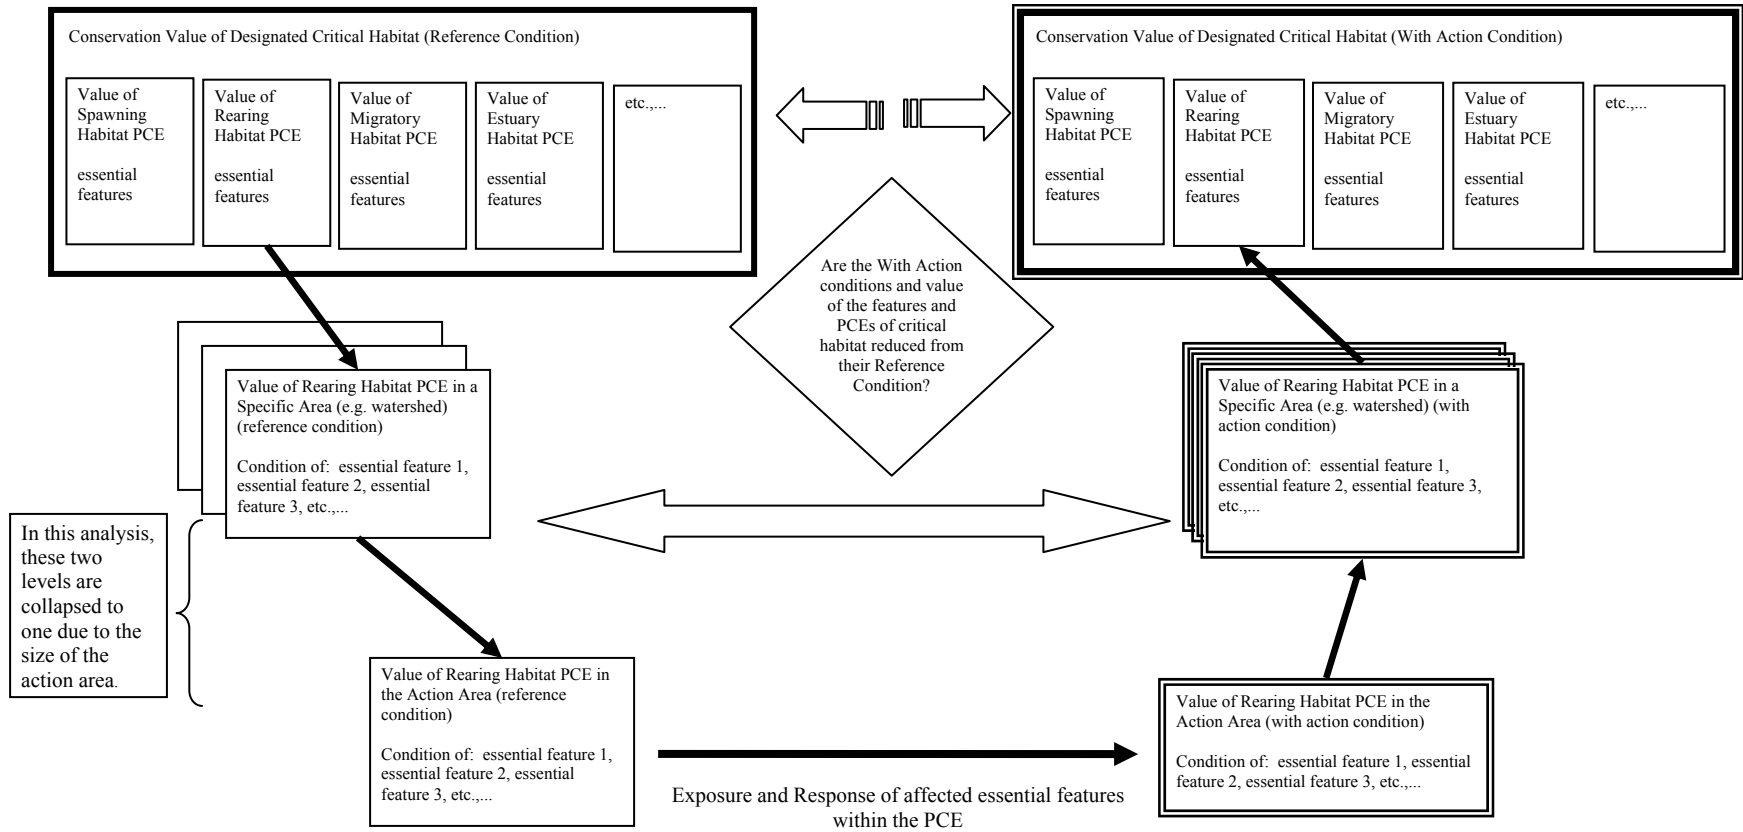 Conservation Value of Designated Critical Habitat (Reference Condition)
Value of
Spawning
Habitat PCE
essential
features
Value of
Rearing
Habitat PCE
essential
features
Value of
Migratory
Habitat PCE
essential
features
Value of
Estuary
Habitat PCE
essential
features
etc.,...
Conservation Value of Designated Critical Habitat (With Action Condition)
Value of
Spawning
Habitat PCE
essential
features
Value of
Rearing
Habitat PCE
essential
features
Value of
Migratory
Habitat PCE
essential
features
Value of
Estuary
Habitat PCE
essential
features
etc.,...
Are the With Action
conditions and value
of the features and
PCEs of critical
habitat reduced from
their Reference
Condition?
Value of Rearing Habitat PCE in a
Specific Area (e.g. watershed)
(reference condition)
Condition of:  essential feature 1,
essential feature 2, essential
feature 3, etc.,...
Value of Rearing Habitat PCE in a
Specific Area (e.g. watershed) (with
action condition)
Condition of:  essential feature 1,
essential feature 2, essential feature 3,
etc.,...
In this analysis,
these two
levels are
collapsed to
one due to the
size of the
action area.
Value of Rearing Habitat PCE in
the Action Area (reference
condition)
Condition of:  essential feature 1,
essential feature 2, essential
feature 3, etc.,...
Exposure and Response of affected essential features
within the PCE
Value of Rearing Habitat PCE in the
Action Area (with action condition)
Condition of:  essential feature 1, essential
feature 2, essential feature 3, etc.,...